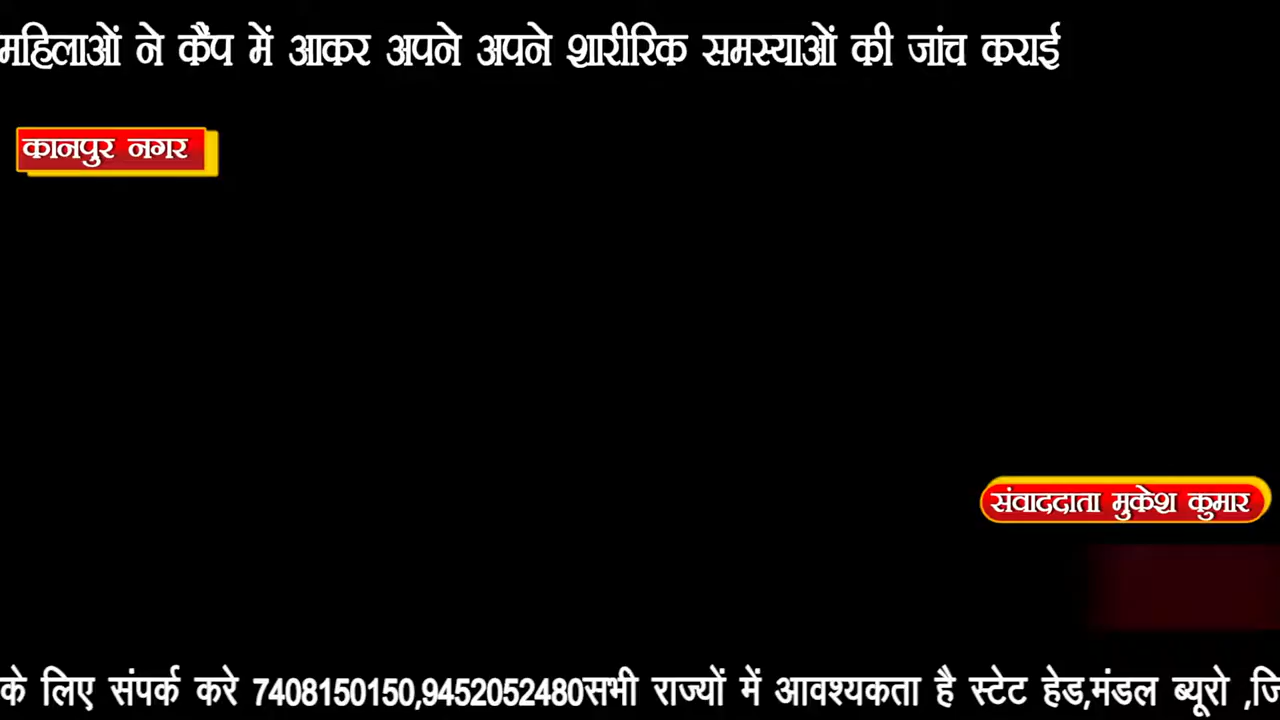 महिलाओं ने कैंप में आकर अपने अपने शारीरिक समस्याओं की जांच कराई
कानपुर नगर
संवाददाता मुकेश कुमार
के लिए संपर्क करे 7408150150,9452052480सभी राज्यों में आवश्यकता है स्टेट हेड,मंडल ब्यूरो ,जि